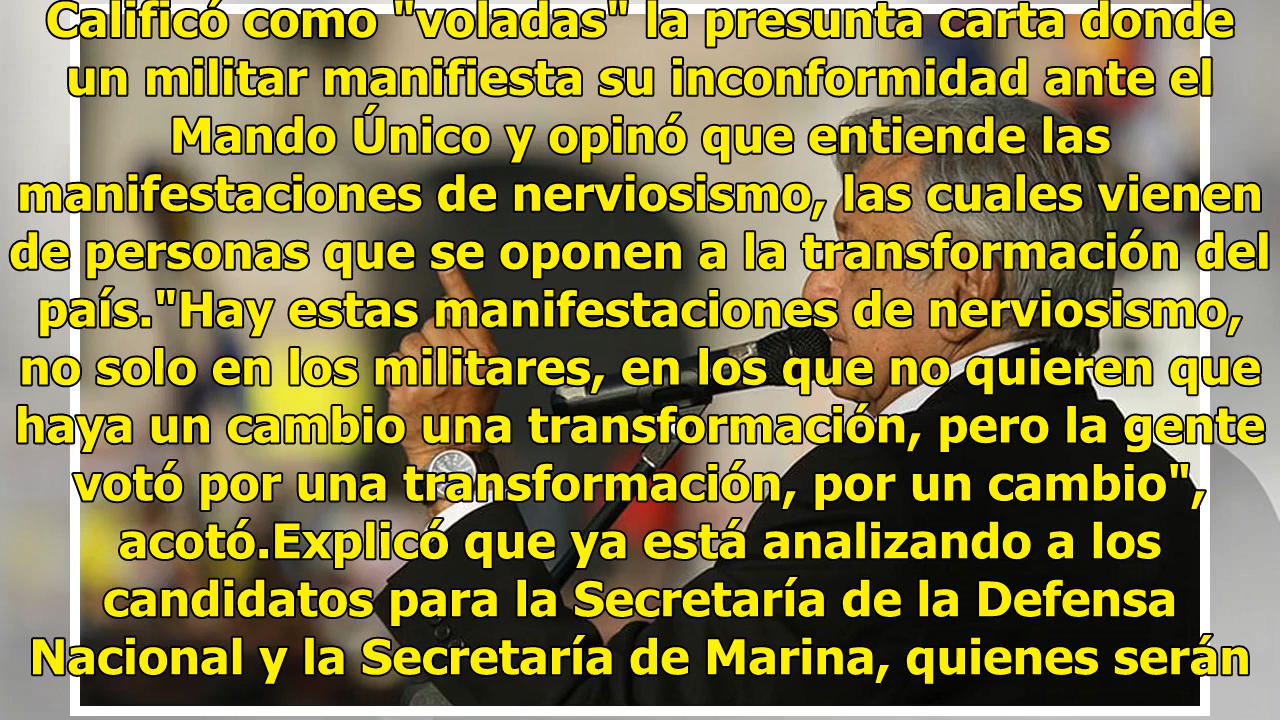 Calificó como "voladas" la presunta carta donde
un militar manifiesta su inconformidad ante el
Mando Único y opinó que entiende las
manifestaciones de nerviosismo, las cuales vienen
de personas que se oponen a la transformación del
país."Hay estas manifestaciones de nerviosismo,
no solo en los militares, en los que no quieren que
haya un cambio una transformación, pero la gente
votó por una transformación, por un cambio",
acotó.Explicó que ya está analizando a los
candidatos para la Secretaría de la Defensa
Nacional y la Secretaría de Marina, quienes serán